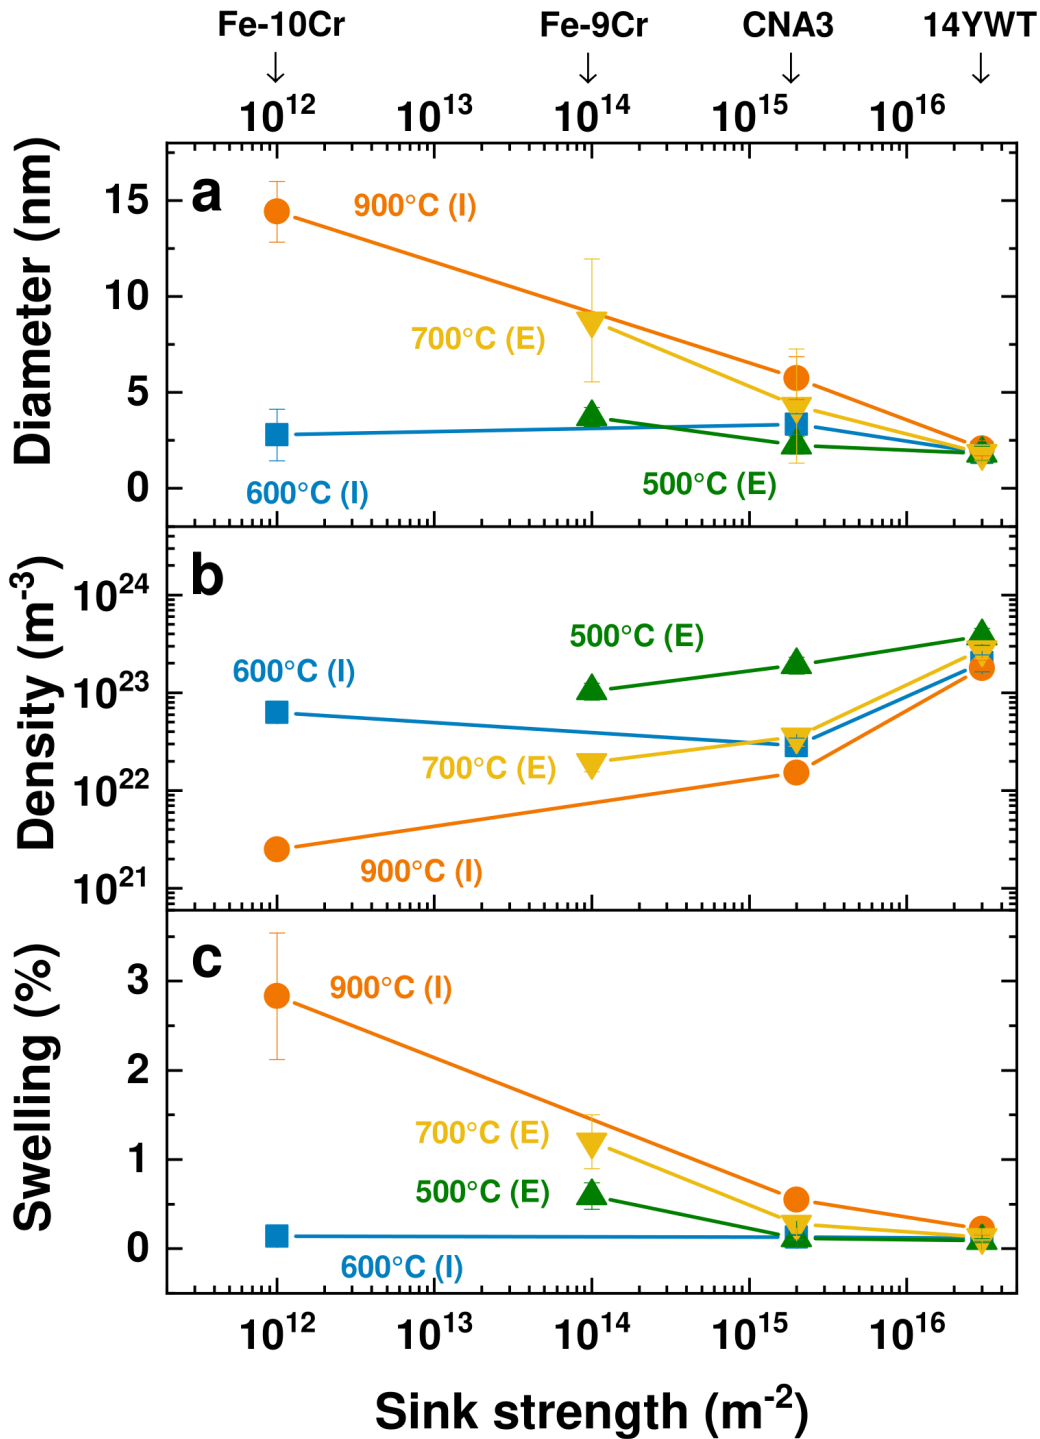 Fe-10Cr Fe-9Cr CNA3 14YWT
↓ ↓ ↓ ↓
10¹² 10¹³ 10¹⁴ 10¹⁵ 10¹⁶
a
Diameter (nm)
15
10
5
0
900°C (I)
700°C (E)
600°C (I)
500°C (E)
b
Density (m⁻³)
10²⁴
10²³
10²²
10²¹
500°C (E)
600°C (I)
700°C (E)
900°C (I)
c
Swelling (%)
3
2
1
0
900°C (I)
700°C (E)
500°C (E)
600°C (I)
10¹² 10¹³ 10¹⁴ 10¹⁵ 10¹⁶
Sink strength (m⁻²)